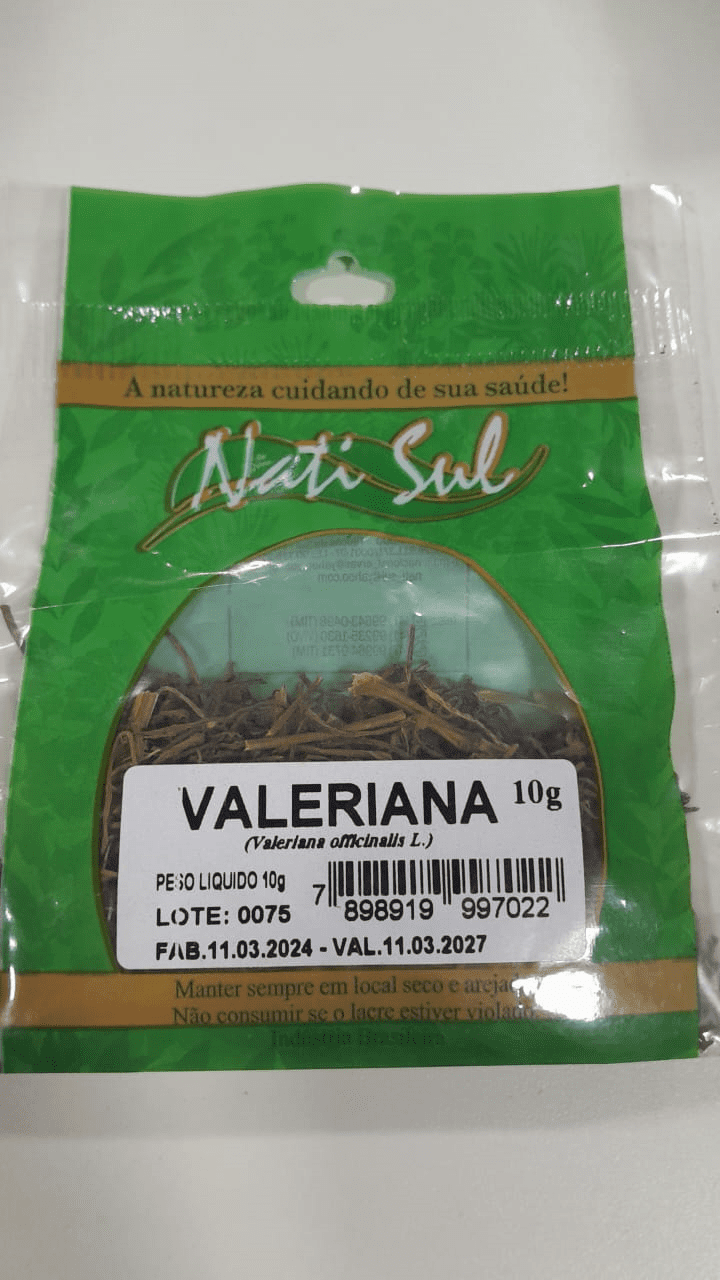 A natureza cuidando de sua saúde!
Nati Sul
VALERIANA 10g
(Valeriana officinalis L.)
PESO LIQUIDO 10g
LOTE: 0075
7 898919 997022
FAB.11.03.2024 - VAL.11.03.2027
Manter sempre em local seco e
Não consumir se o lacre estiver violado
Indústria Brasileira